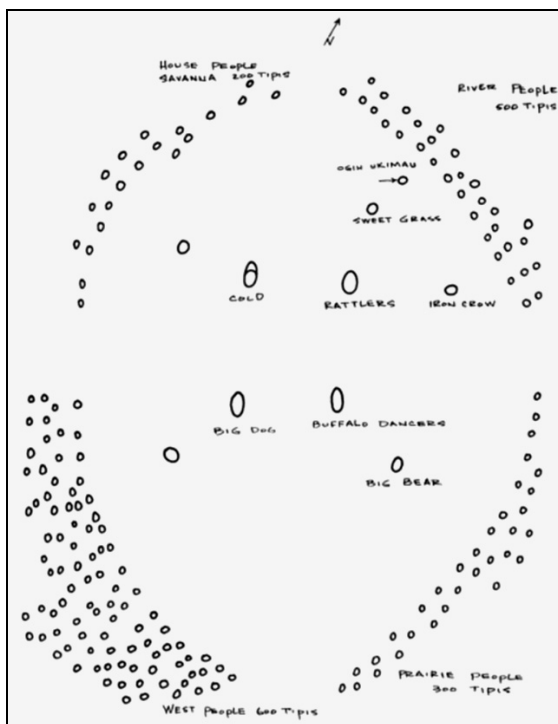 N
HOUSE PEOPLE
SAVANNA 200 TIPIS
RIVER PEOPLE
500 TIPIS
OGIH UKIMAU
SWEET GRASS
COLD
RATTLERS
IRON CROW
BIG DOG
BUFFALO DANCERS
BIG BEAR
PRAIRIE PEOPLE
300 TIPIS
WEST PEOPLE 600 TIPIS